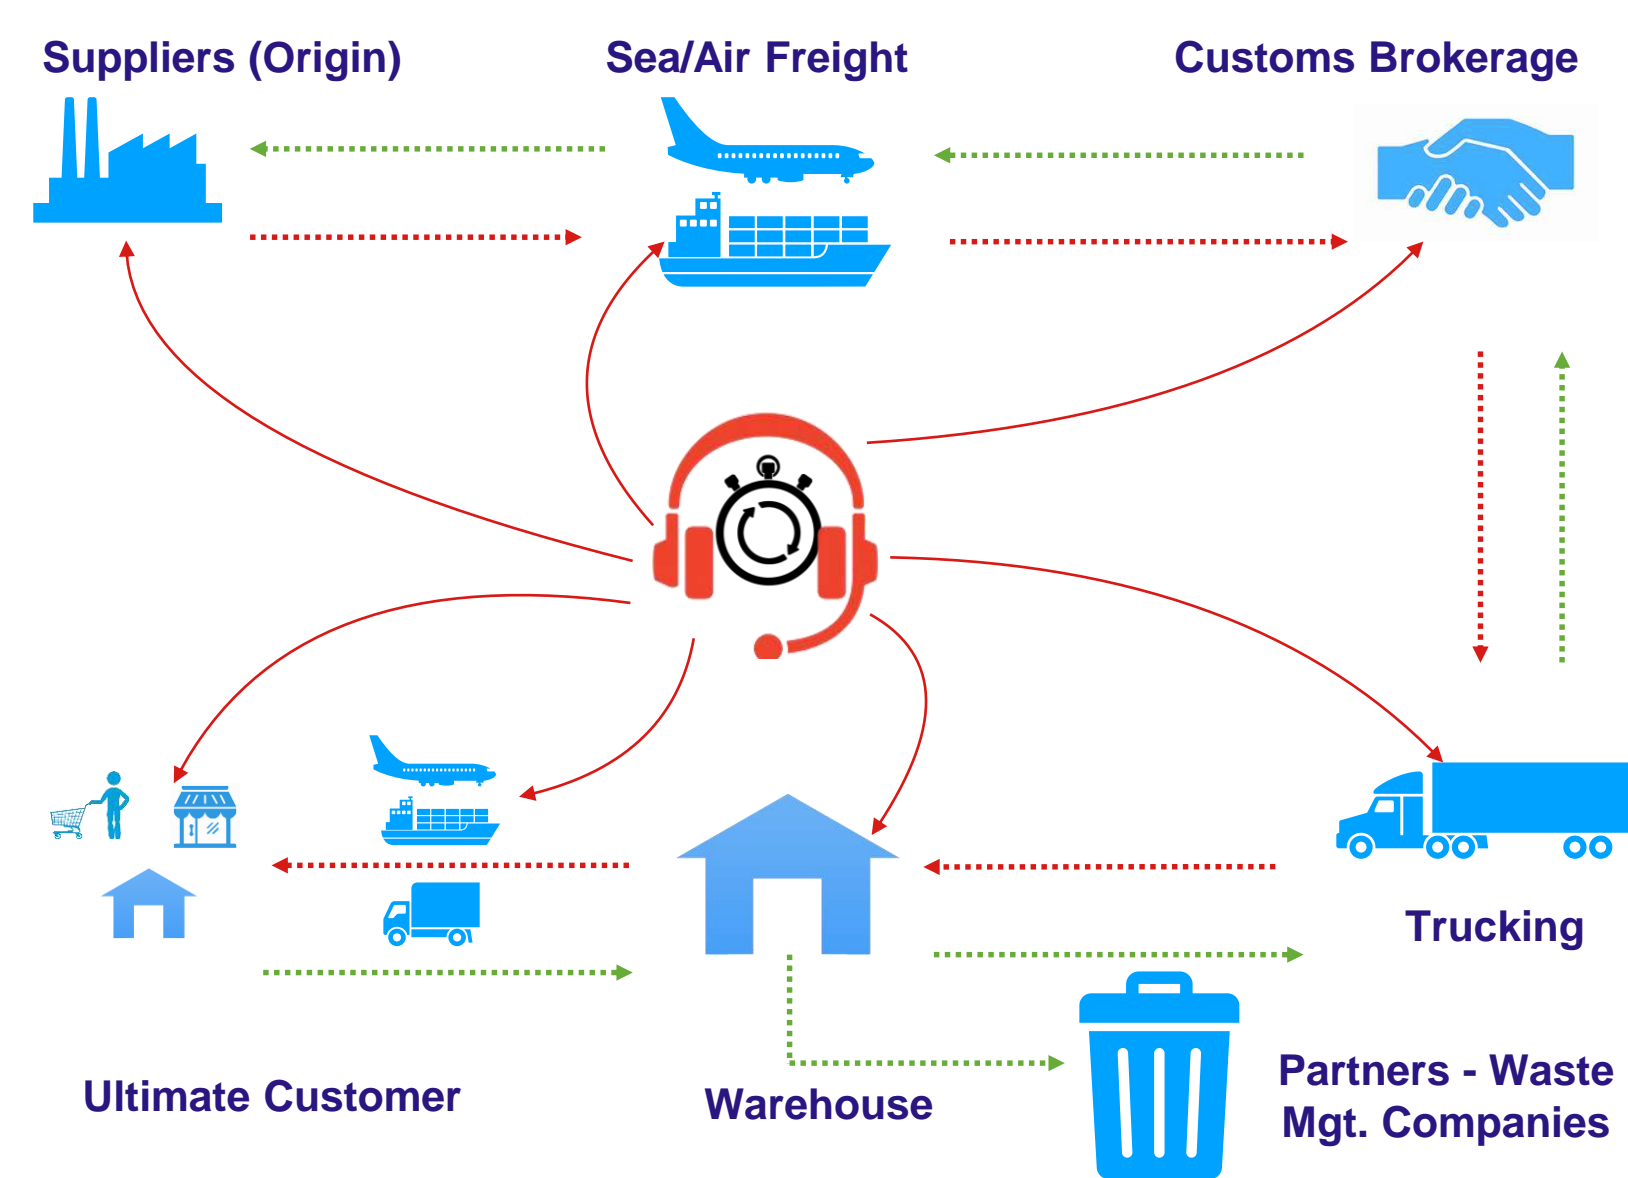 Suppliers (Origin)
Sea/Air Freight
Customs Brokerage
Trucking
Ultimate Customer
Warehouse
Partners - Waste
Mgt. Companies